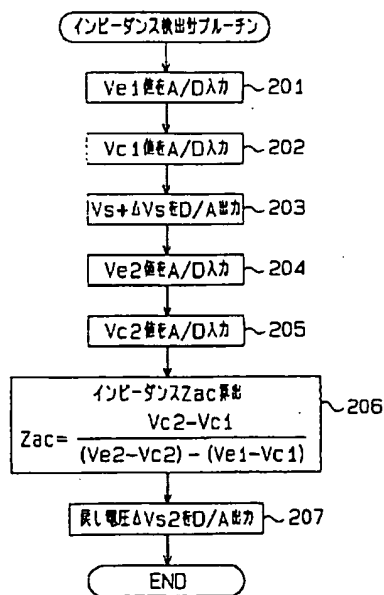 インピーダンス検出サブルーチン
Ve1値をA/D入力
201
Vc1値をA/D入力
202
Vs+ΔVsをD/A出力
203
Ve2値をA/D入力
204
Vc2値をA/D入力
205
インピーダンスZac算出
Zac= Vc2-Vc1 / (Ve2-Vc2) - (Ve1-Vc1)
206
戻し電圧ΔVs2をD/A出力
207
END